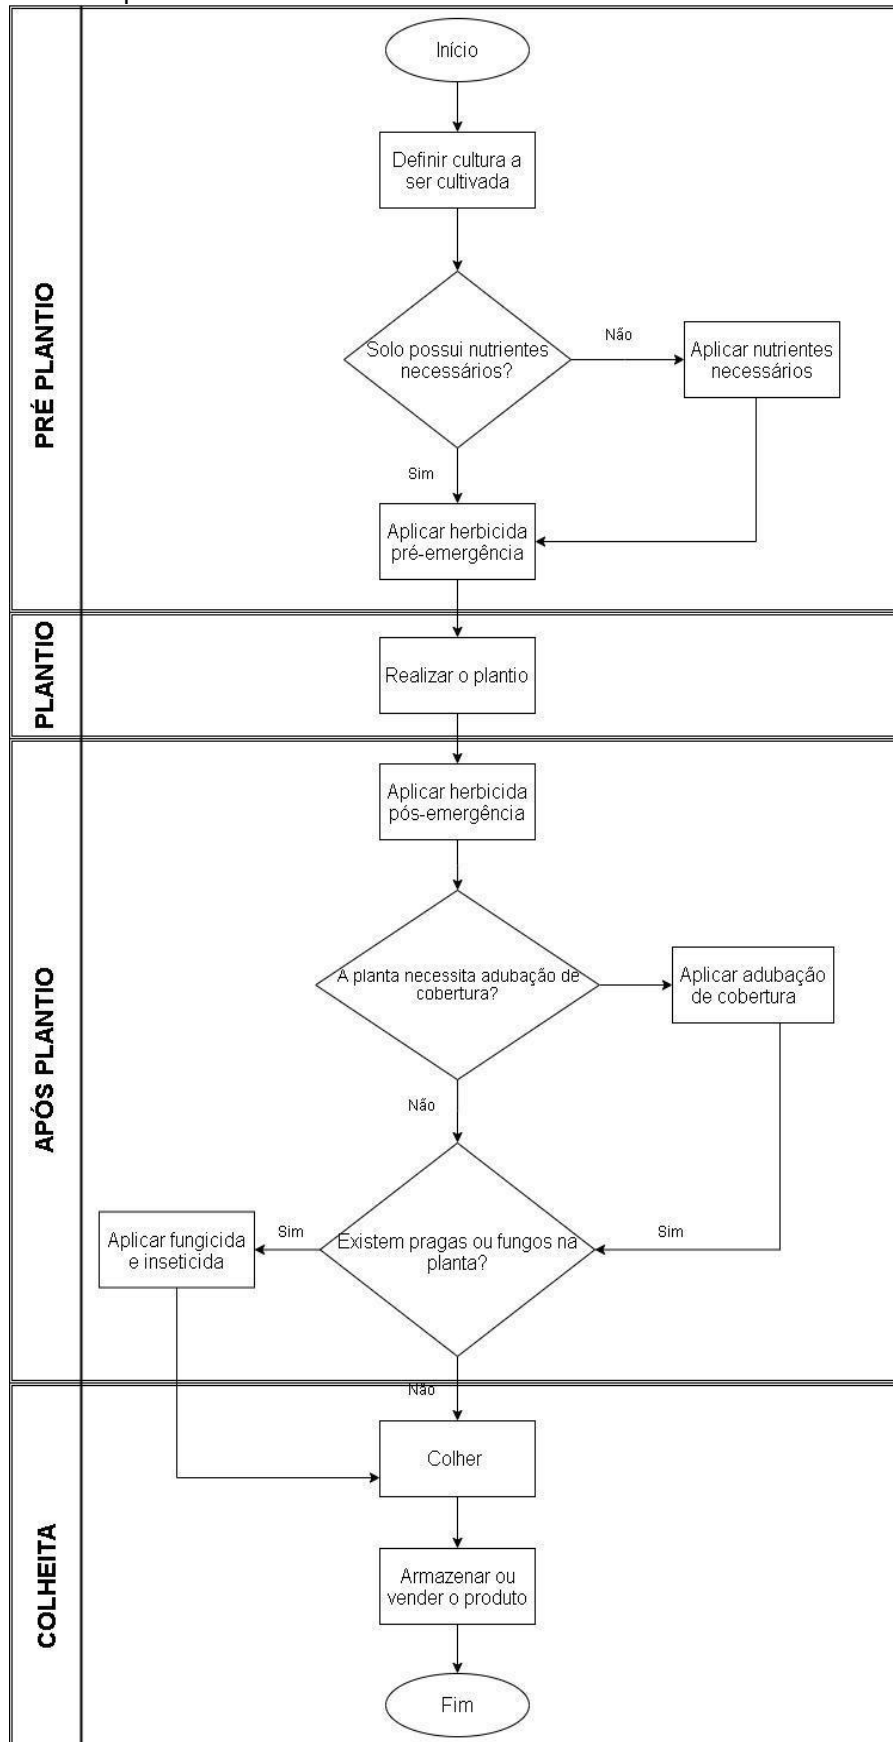 PRÉ PLANTIO
Início
Definir cultura a
ser cultivada
Solo possui nutrientes
necessários?
Não
Aplicar nutrientes
necessários
Sim
Aplicar herbicida
pré-emergência
PLANTIO
Realizar o plantio
APÓS PLANTIO
Aplicar herbicida
pós-emergência
A planta necessita adubação de
cobertura?
Aplicar adubação
de cobertura
Não
Existem pragas ou fungos na
planta?
Sim
Sim
Aplicar fungicida
e inseticida
Não
COLHEITA
Colher
Armazenar ou
vender o produto
Fim